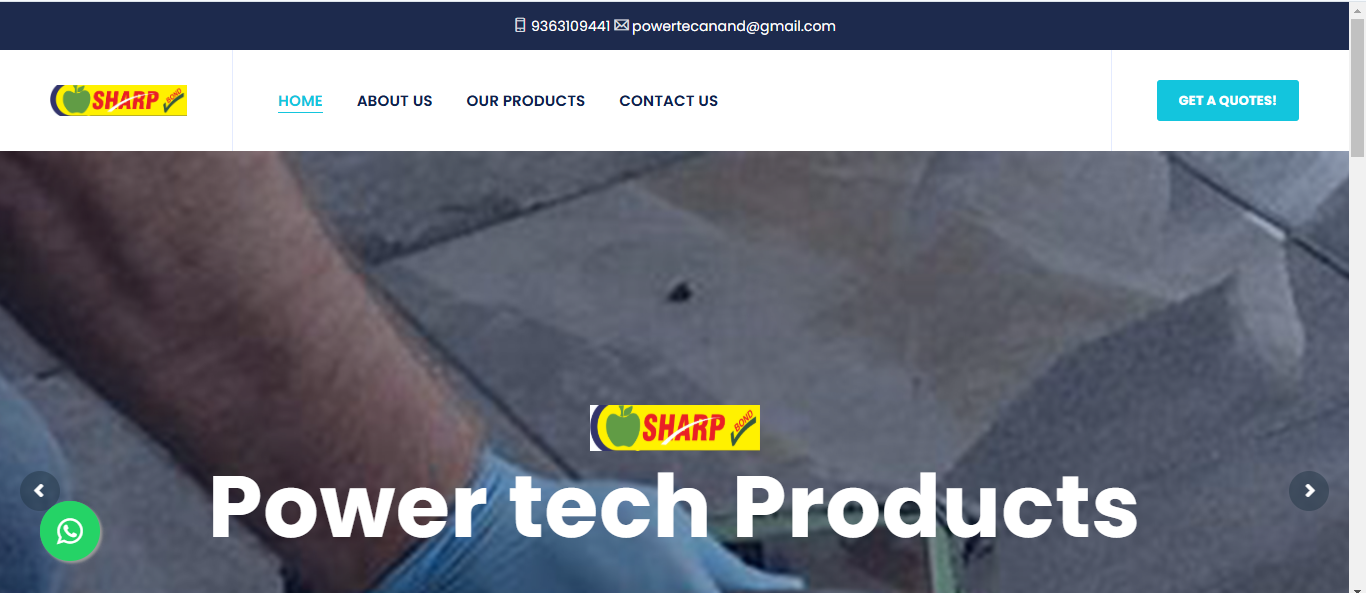 9363109441 powertecanand@gmail.com
SHARP BOND
HOME ABOUT US OUR PRODUCTS CONTACT US
GET A QUOTES!
SHARP BOND
Power tech Products